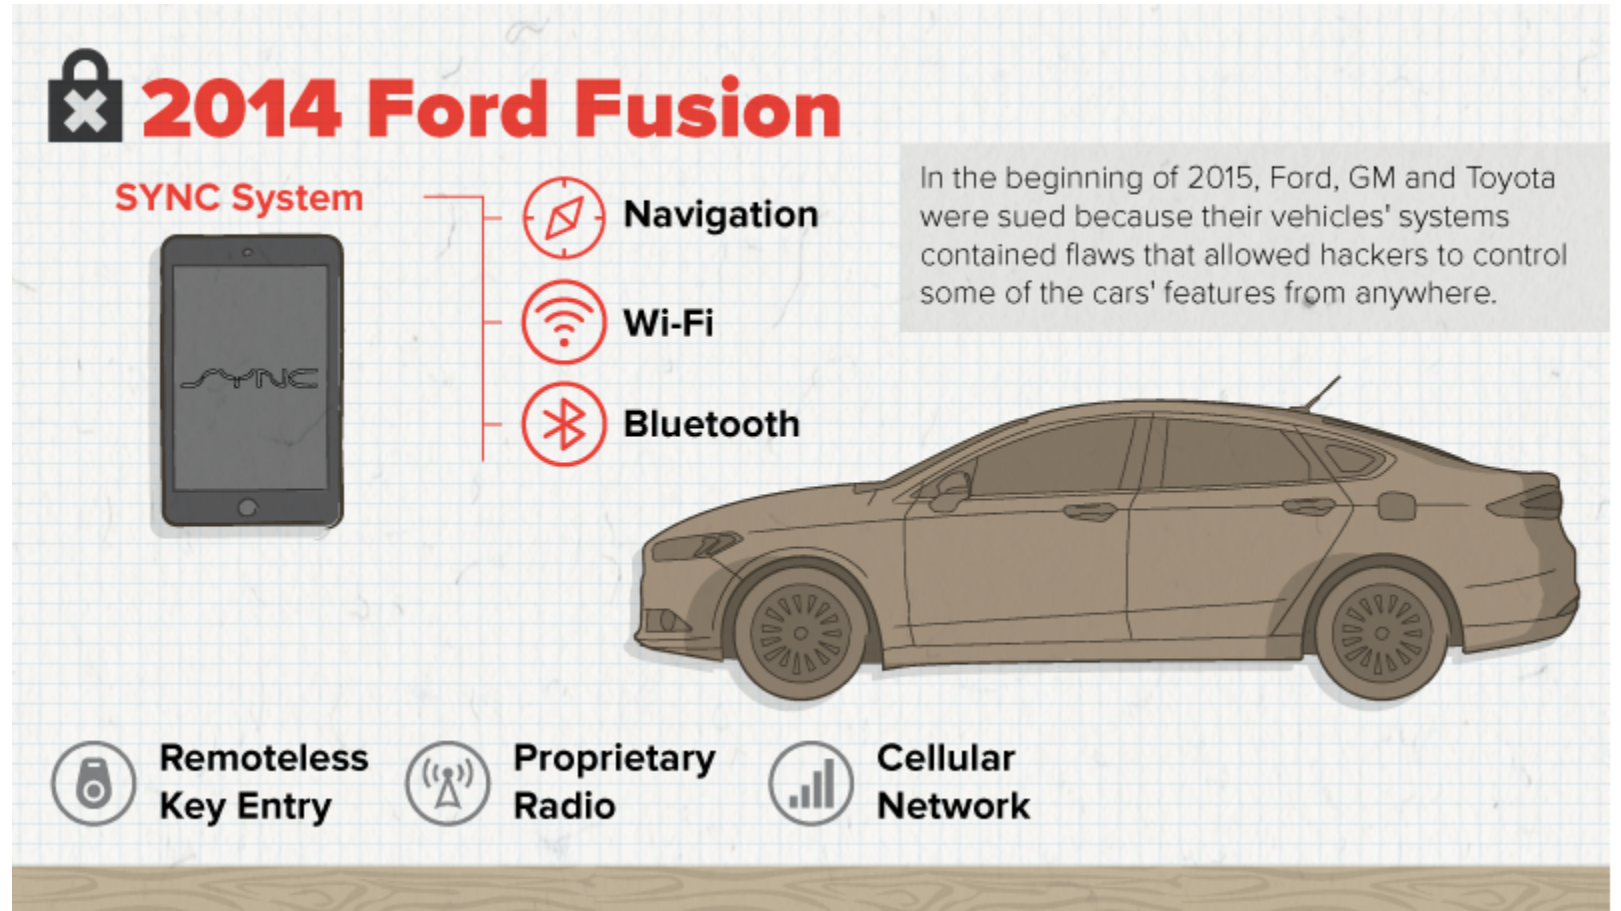 2014 Ford Fusion
SYNC System
SYNC
Navigation
Wi-Fi
Bluetooth
In the beginning of 2015, Ford, GM and Toyota
were sued because their vehicles' systems
contained flaws that allowed hackers to control
some of the cars' features from anywhere.
Remoteless
Key Entry
Proprietary
Radio
Cellular
Network